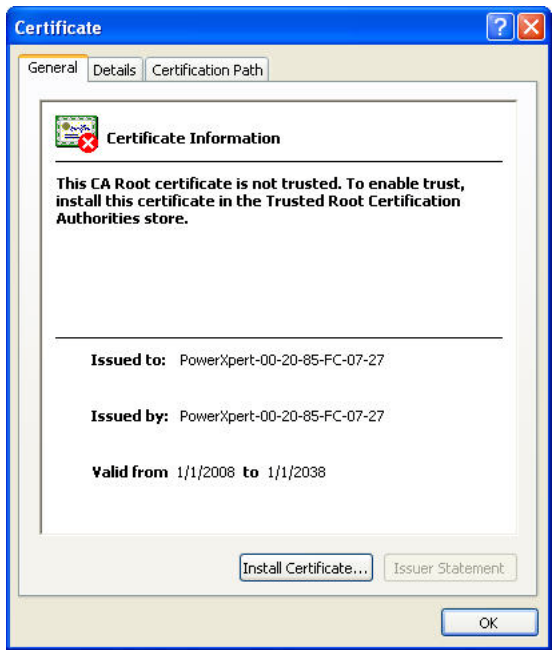 Certificate
General Details Certification Path
Certificate Information
This CA Root certificate is not trusted. To enable trust,
install this certificate in the Trusted Root Certification
Authorities store.
Issued to: PowerXpert-00-20-85-FC-07-27
Issued by: PowerXpert-00-20-85-FC-07-27
Valid from 1/1/2008 to 1/1/2038
Install Certificate... Issuer Statement
OK